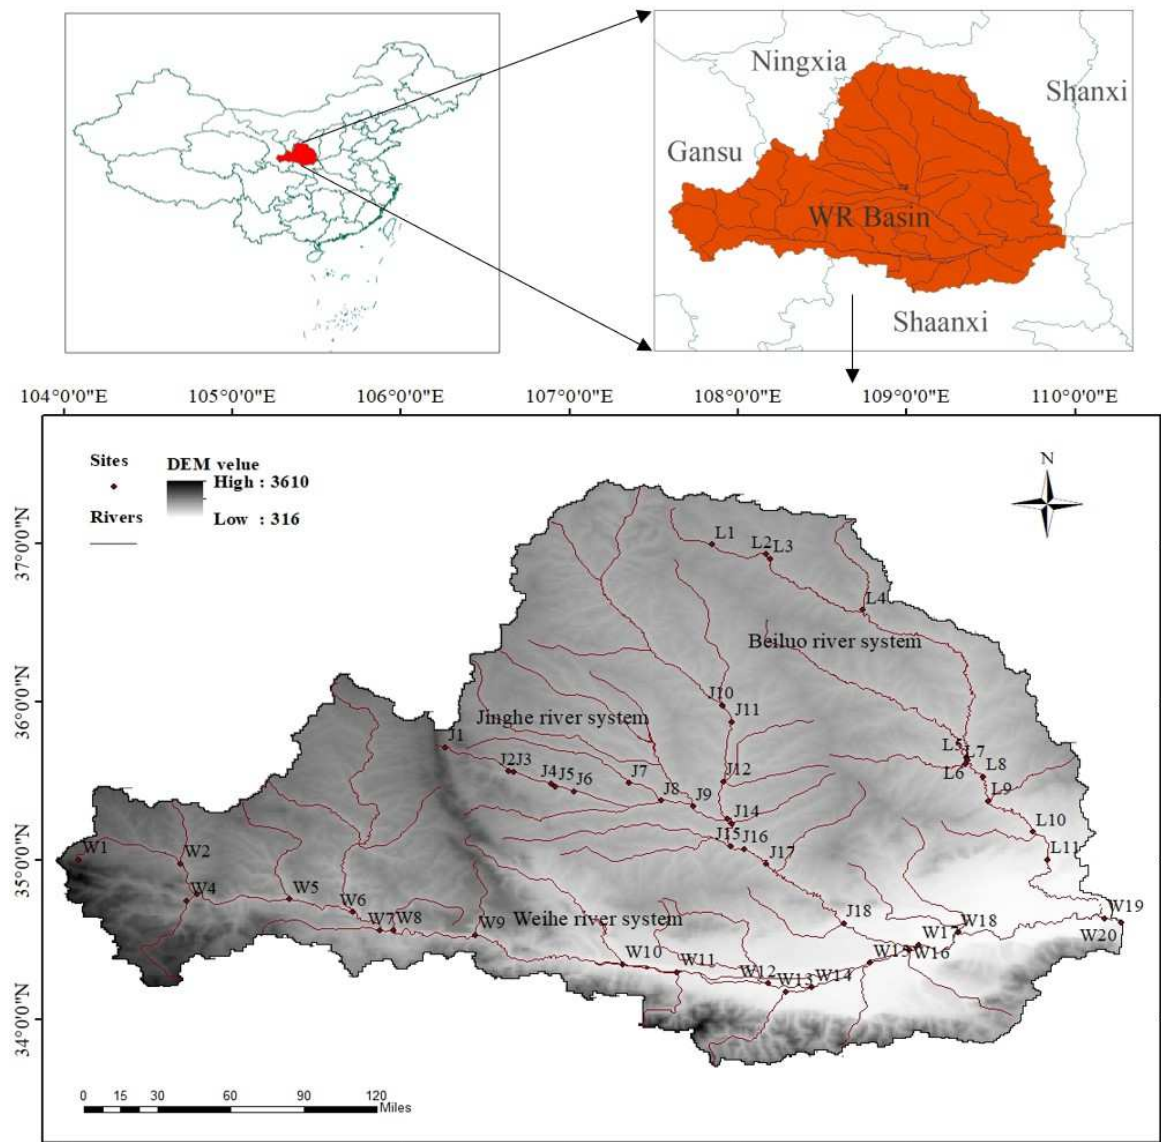 Ningxia
Shanxi
Gansu
WR Basin
Shaanxi
104°0'0"E
105°0'0"E
106°0'0"E
107°0'0"E
108°0'0"E
109°0'0"E
110°0'0"E
Sites
DEM velue
High : 3610
Low : 316
Rivers
N
37°0'0"N
36°0'0"N
35°0'0"N
34°0'0"N
L1
L2
L3
L4
Beiluo river system
J10
J11
Jinghe river system
J1
J2
J3
J4
J5
J6
J7
J8
J9
J12
J14
J15
J16
J17
J18
L5
L7
L6
L8
L9
L10
L11
W1
W2
W4
W5
W6
W7
W8
W9
Weihe river system
W10
W11
W12
W13
W14
W15
W16
W17
W18
W19
W20
0 15 30 60 90 120
Miles